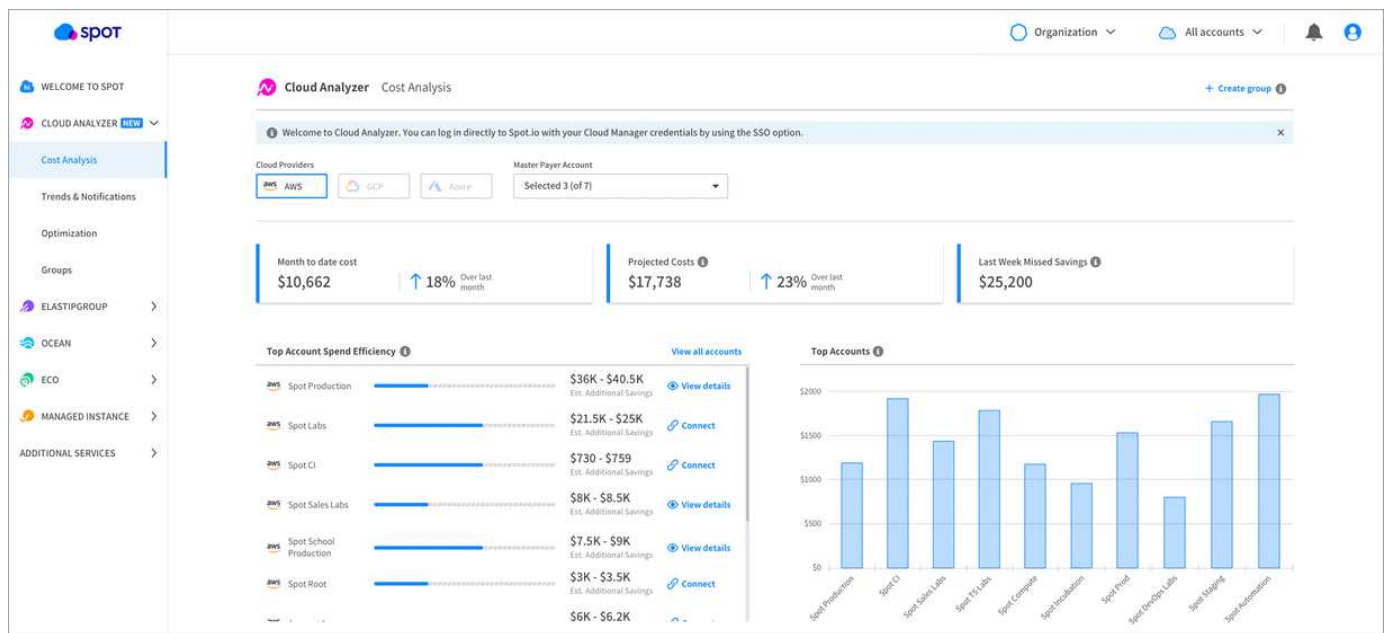 spot
Organization
All accounts
WELCOME TO SPOT
CLOUD ANALYZER NEW
Cost Analysis
Trends & Notifications
Optimization
Groups
ELASTIPGROUP
OCEAN
ECO
MANAGED INSTANCE
ADDITIONAL SERVICES
Cloud Analyzer Cost Analysis
+ Create group
Welcome to Cloud Analyzer. You can log in directly to Spot.io with your Cloud Manager credentials by using the SSO option.
Cloud Providers
Master Payer Account
aws AWS
GCP
Azure
Selected 3 (of 7)
Month to date cost
$10,662
18% Over last month
Projected Costs
$17,738
23% Over last month
Last Week Missed Savings
$25,200
Top Account Spend Efficiency
View all accounts
aws Spot Production $36K - $40.5K View details
Est. Additional Savings
aws Spot Labs $21.5K - $25K Connect
Est. Additional Savings
aws Spot CI $730 - $759 Connect
Est. Additional Savings
aws Spot Sales Labs $8K - $8.5K View details
Est. Additional Savings
aws Spot School Production $7.5K - $9K View details
Est. Additional Savings
aws Spot Root $3K - $3.5K Connect
Est. Additional Savings
$6K - $6.2K
Top Accounts
$2000
$1500
$1000
$500
$0
Spot Production
Spot CI
Spot Sales Labs
Spot TS Labs
Spot Compute
Spot Incubation
Spot Prod
Spot DevOps Labs
Spot Staging
Spot Automation